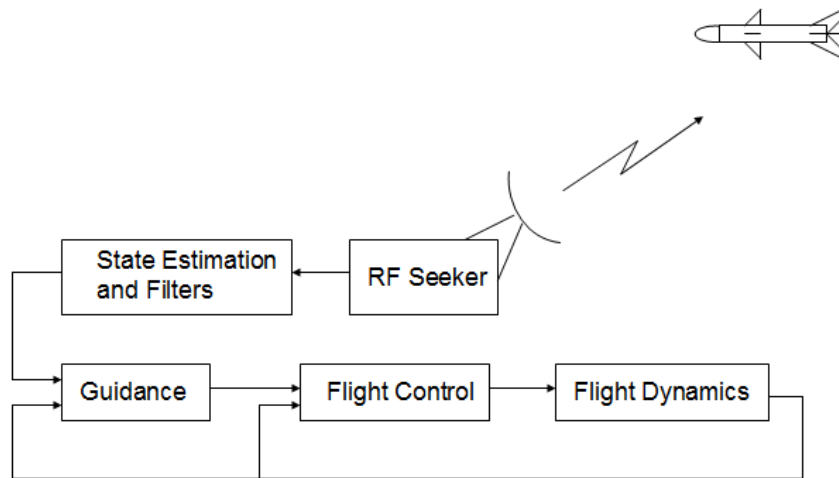 State Estimation
and Filters
RF Seeker
Guidance
Flight Control
Flight Dynamics